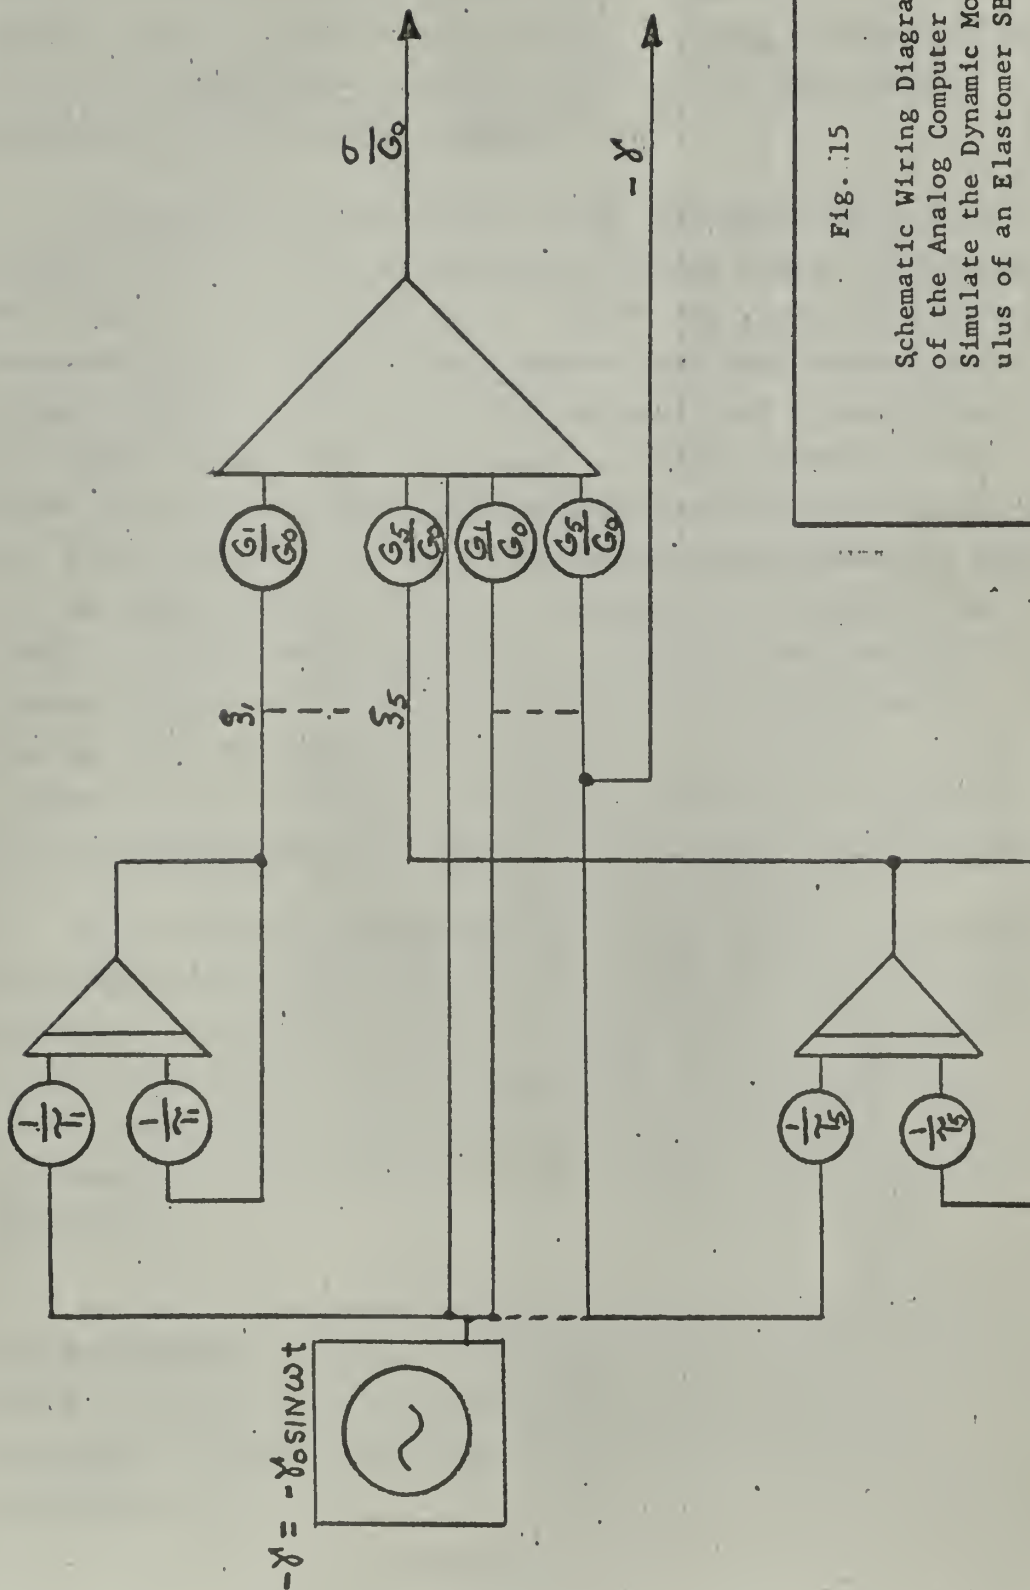 -γ = -γ₀ SIN ωt
1/τ₁
1/τ₁
1/τ₅
1/τ₅
ξ₁
ξ₅
G₁/G₀
G₅/G₀
G₁/G₀
G₅/G₀
σ/G₀
-γ
Fig. 15
Schematic Wiring Diagra
of the Analog Computer
Simulate the Dynamic Mo
ulus of an Elastomer SB